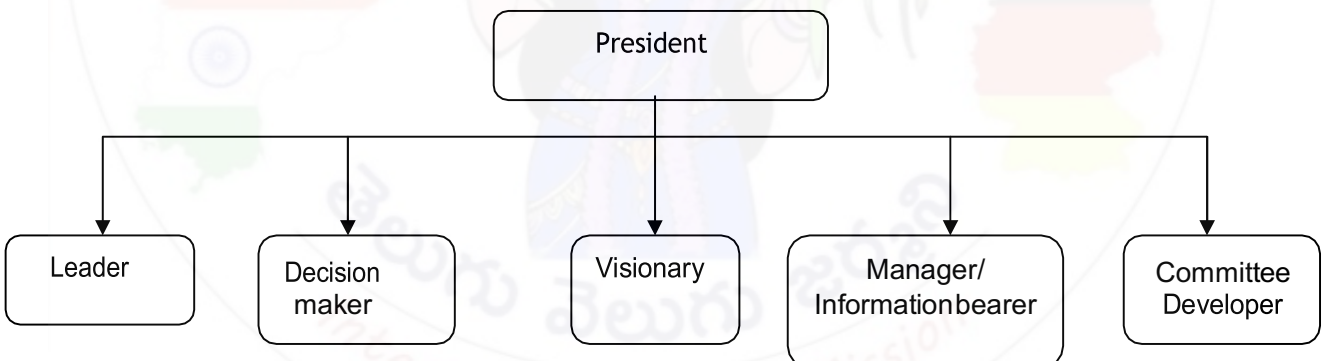 President
Leader
Decision
maker
Visionary
Manager/
Informationbearer
Committee
Developer
తెలుగు వెలుగు